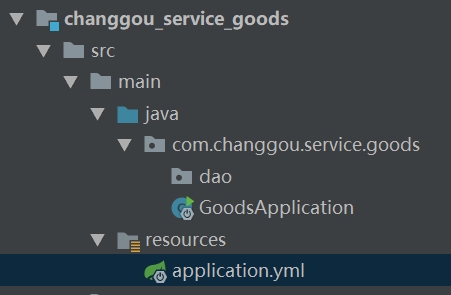 changgou_service_goods
src
main
java
com.changgou.service.goods
dao
GoodsApplication
resources
application.yml